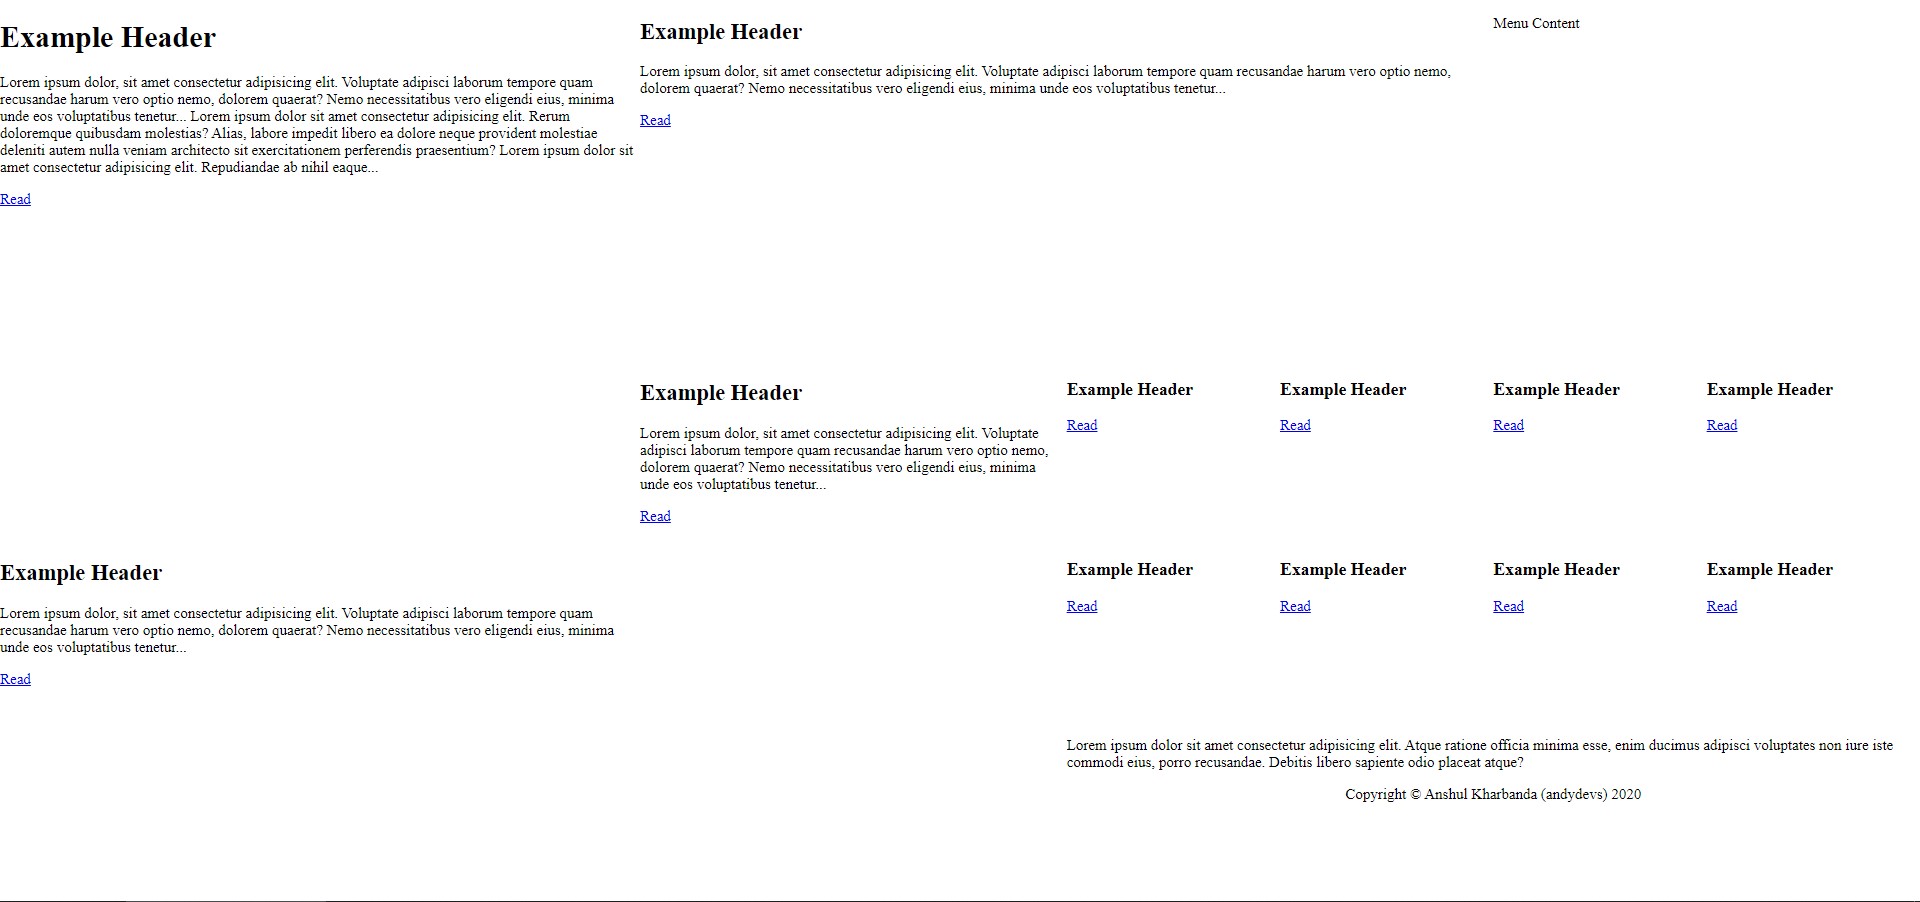 Example Header
Lorem ipsum dolor, sit amet consectetur adipisicing elit. Voluptate adipisci laborum tempore quam
recusandae harum vero optio nemo, dolorem quaerat? Nemo necessitatibus vero eligendi eius, minima
unde eos voluptatibus tenetur... Lorem ipsum dolor sit amet consectetur adipisicing elit. Rerum
doloremque quibusdam molestias? Alias, labore impedit libero ea dolore neque provident molestiae
deleniti autem nulla veniam architecto sit exercitationem perferendis praesentium? Lorem ipsum dolor sit
amet consectetur adipisicing elit. Repudiandae ab nihil eaque...
Read
Example Header
Lorem ipsum dolor, sit amet consectetur adipisicing elit. Voluptate adipisci laborum tempore quam recusandae harum vero optio nemo,
dolorem quaerat? Nemo necessitatibus vero eligendi eius, minima unde eos voluptatibus tenetur...
Read
Menu Content
Example Header
Lorem ipsum dolor, sit amet consectetur adipisicing elit. Voluptate
adipisci laborum tempore quam recusandae harum vero optio nemo,
dolorem quaerat? Nemo necessitatibus vero eligendi eius, minima
unde eos voluptatibus tenetur...
Read
Example Header
Read
Example Header
Read
Example Header
Read
Example Header
Read
Example Header
Lorem ipsum dolor, sit amet consectetur adipisicing elit. Voluptate adipisci laborum tempore quam
recusandae harum vero optio nemo, dolorem quaerat? Nemo necessitatibus vero eligendi eius, minima
unde eos voluptatibus tenetur...
Read
Example Header
Read
Example Header
Read
Example Header
Read
Example Header
Read
Lorem ipsum dolor sit amet consectetur adipisicing elit. Atque ratione officia minima esse, enim ducimus adipisci voluptates non iure iste
commodi eius, porro recusandae. Debitis libero sapiente odio placeat atque?
Copyright © Anshul Kharbanda (andydevs) 2020